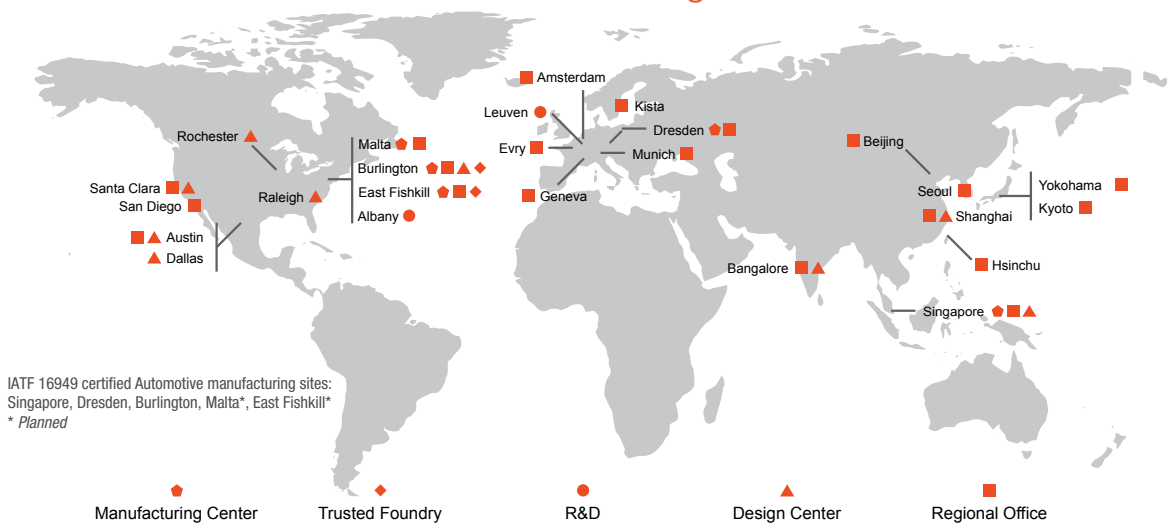 Amsterdam
Leuven
Kista
Rochester
Dresden
Malta
Beijing
Evry
Munich
Burlington
Santa Clara
East Fishkill
Seoul
Yokohama
San Diego
Raleigh
Geneva
Kyoto
Albany
Shanghai
Austin
Dallas
Bangalore
Hsinchu
Singapore
IATF 16949 certified Automotive manufacturing sites:
Singapore, Dresden, Burlington, Malta*, East Fishkill*
* Planned
Manufacturing Center
Trusted Foundry
R&D
Design Center
Regional Office